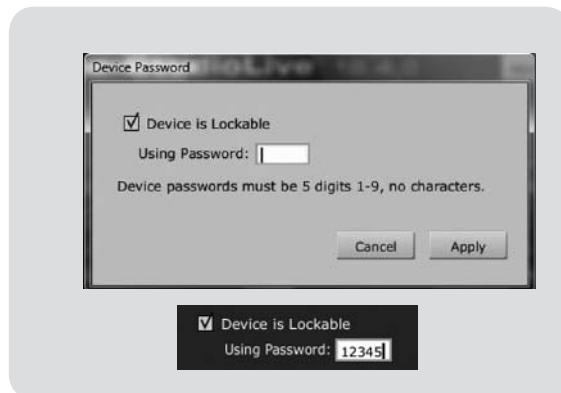 Device Password
Device is Lockable
Using Password:
Device passwords must be 5 digits 1-9, no characters.
Cancel Apply
Device is Lockable
Using Password: 12345